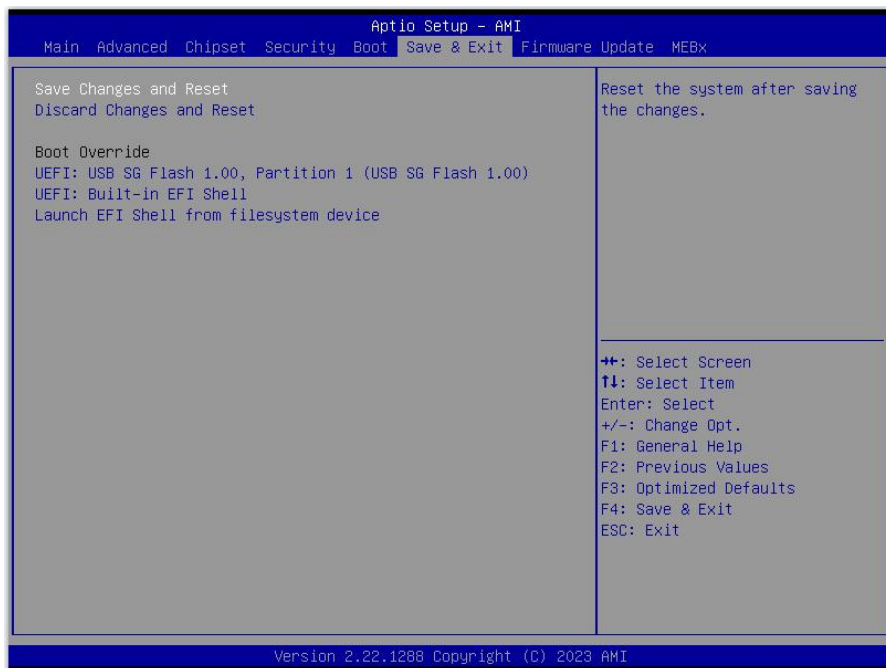 Aptio Setup - AMI
Main Advanced Chipset Security Boot Save & Exit Firmware Update MEBx
Save Changes and Reset
Discard Changes and Reset
Boot Override
UEFI: USB SG Flash 1.00, Partition 1 (USB SG Flash 1.00)
UEFI: Built-in EFI Shell
Launch EFI Shell from filesystem device
Reset the system after saving
the changes.
→←: Select Screen
↑↓: Select Item
Enter: Select
+/-: Change Opt.
F1: General Help
F2: Previous Values
F3: Optimized Defaults
F4: Save & Exit
ESC: Exit
Version 2.22.1288 Copyright (C) 2023 AMI